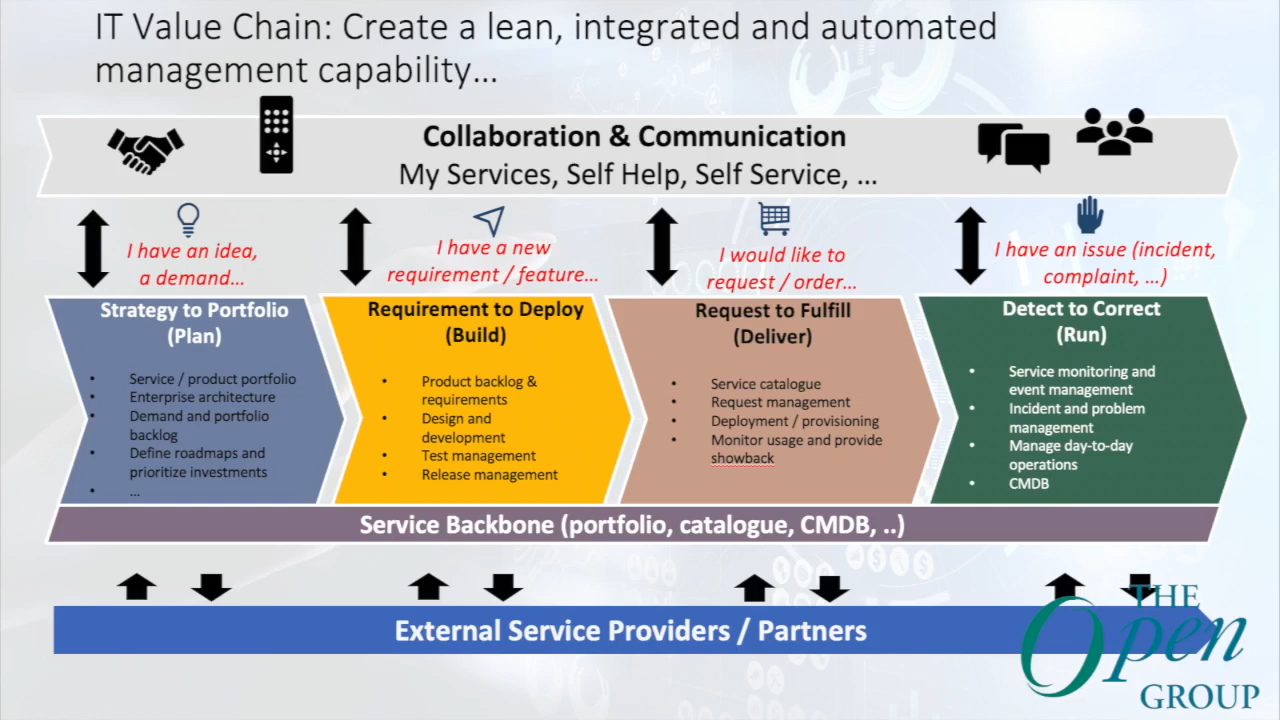 IT Value Chain: Create a lean, integrated and automated
management capability…
Collaboration & Communication
My Services, Self Help, Self Service, …
I have an idea,
a demand…
I have a new
requirement / feature…
I would like to
request / order…
I have an issue (incident,
complaint, …)
Strategy to Portfolio
(Plan)
• Service / product portfolio
• Enterprise architecture
• Demand and portfolio
backlog
• Define roadmaps and
prioritize investments
• …
Requirement to Deploy
(Build)
• Product backlog &
requirements
• Design and
development
• Test management
• Release management
Request to Fulfill
(Deliver)
• Service catalogue
• Request management
• Deployment / provisioning
• Monitor usage and provide
showback
Detect to Correct
(Run)
• Service monitoring and
event management
• Incident and problem
management
• Manage day-to-day
operations
• CMDB
Service Backbone (portfolio, catalogue, CMDB, ..)
External Service Providers / Partners
THE
Open
GROUP